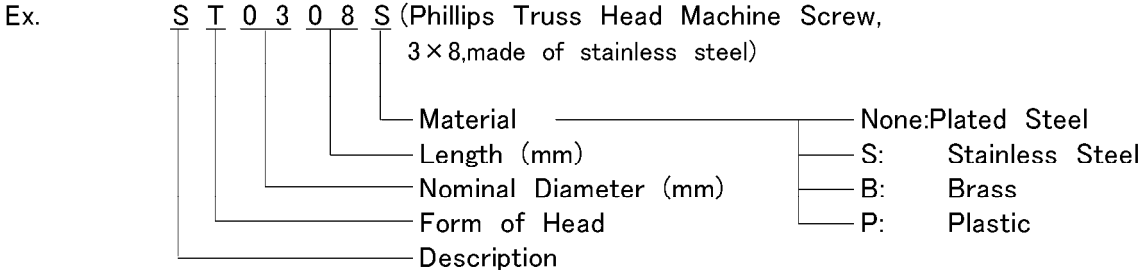 Ex. S T 0 3 0 8 S (Phillips Truss Head Machine Screw,
3×8,made of stainless steel)
Material None:Plated Steel
Length (mm) S: Stainless Steel
Nominal Diameter (mm) B: Brass
Form of Head P: Plastic
Description